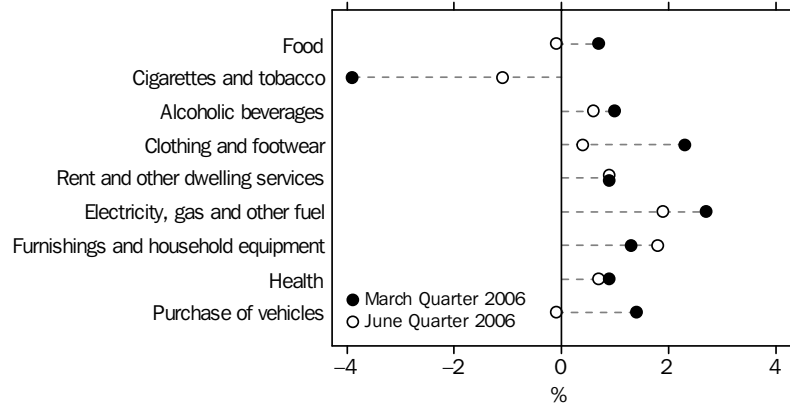 Food
Cigarettes and tobacco
Alcoholic beverages
Clothing and footwear
Rent and other dwelling services
Electricity, gas and other fuel
Furnishings and household equipment
Health
Purchase of vehicles
March Quarter 2006
June Quarter 2006
–4 –2 0 2 4
%